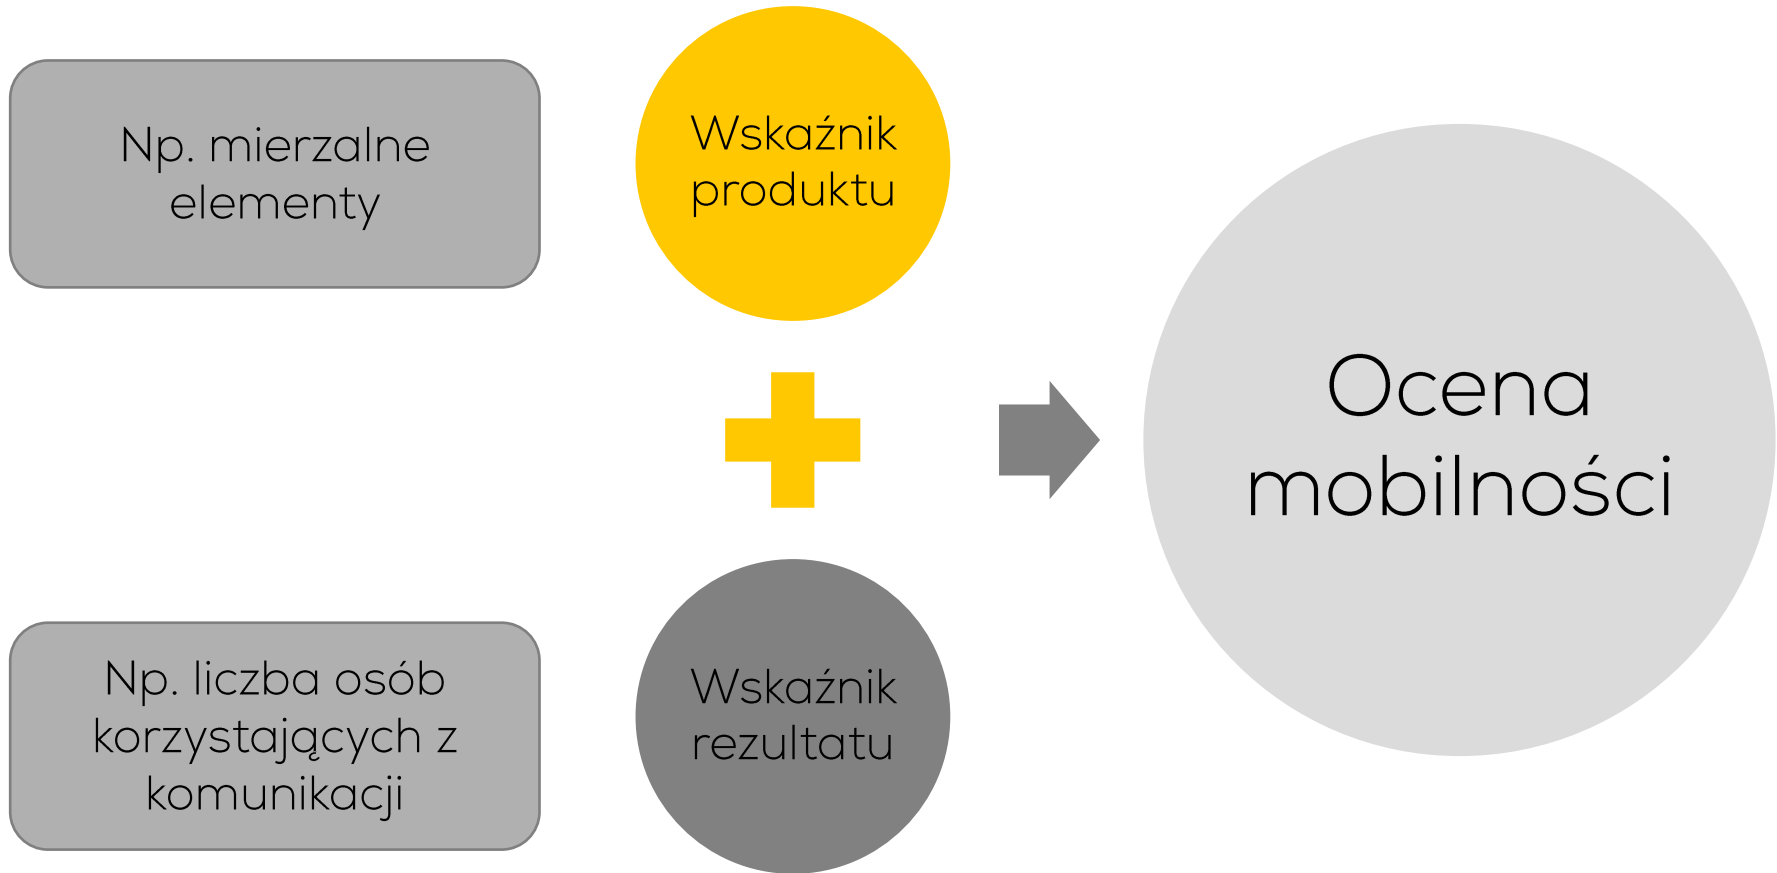 Np. mierzalne
elementy
Wskaźnik
produktu
Ocena
mobilności
Np. liczba osób
korzystających z
komunikacji
Wskaźnik
rezultatu